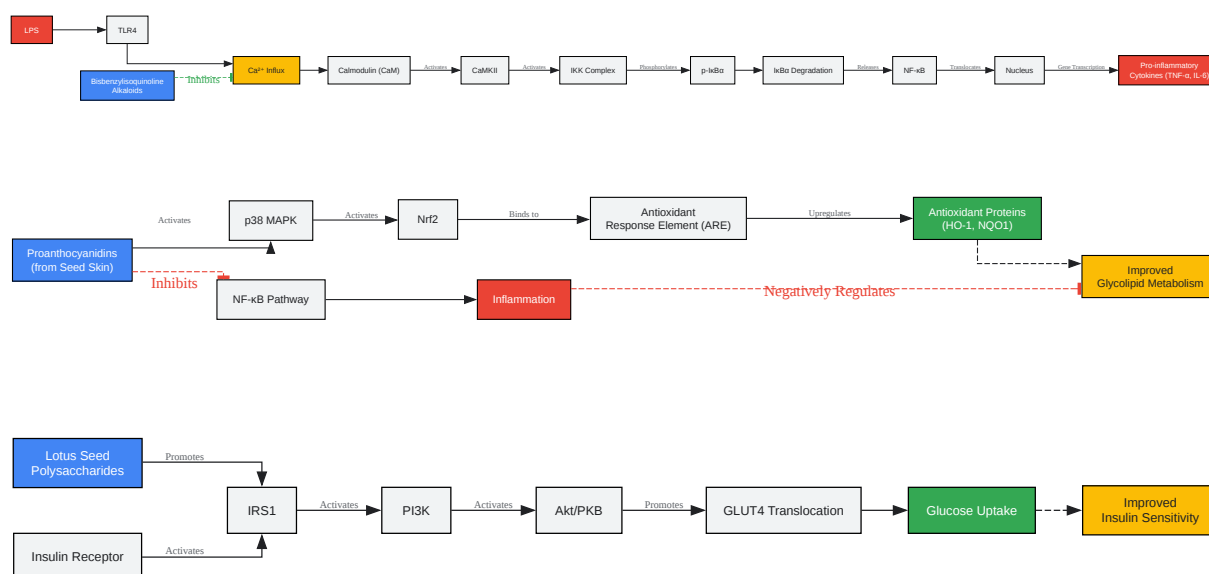 LPS
TLR4
Bisbenzylisoquinoline
Alkaloids
Inhibits
Ca²⁺ Influx
Calmodulin (CaM)
Activates
CaMKII
Activates
IKK Complex
Phosphorylates
p-IκBα
IκBα Degradation
Releases
NF-κB
Translocates
Nucleus
Gene Transcription
Pro-inflammatory
Cytokines (TNF-α, IL-6)
Proanthocyanidins
(from Seed Skin)
Activates
p38 MAPK
Activates
Nrf2
Binds to
Antioxidant
Response Element (ARE)
Upregulates
Antioxidant Proteins
(HO-1, NQO1)
Inhibits
NF-κB Pathway
Inflammation
Negatively Regulates
Improved
Glycolipid Metabolism
Lotus Seed
Polysaccharides
Promotes
Insulin Receptor
Activates
IRS1
Activates
PI3K
Activates
Akt/PKB
Promotes
GLUT4 Translocation
Glucose Uptake
Improved
Insulin Sensitivity